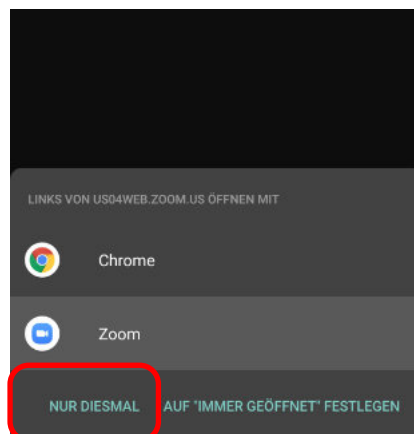 LINKS VON US04WEB.ZOOM.US ÖFFNEN MIT
Chrome
Zoom
NUR DIESMAL AUF "IMMER GEÖFFNET" FESTLEGEN